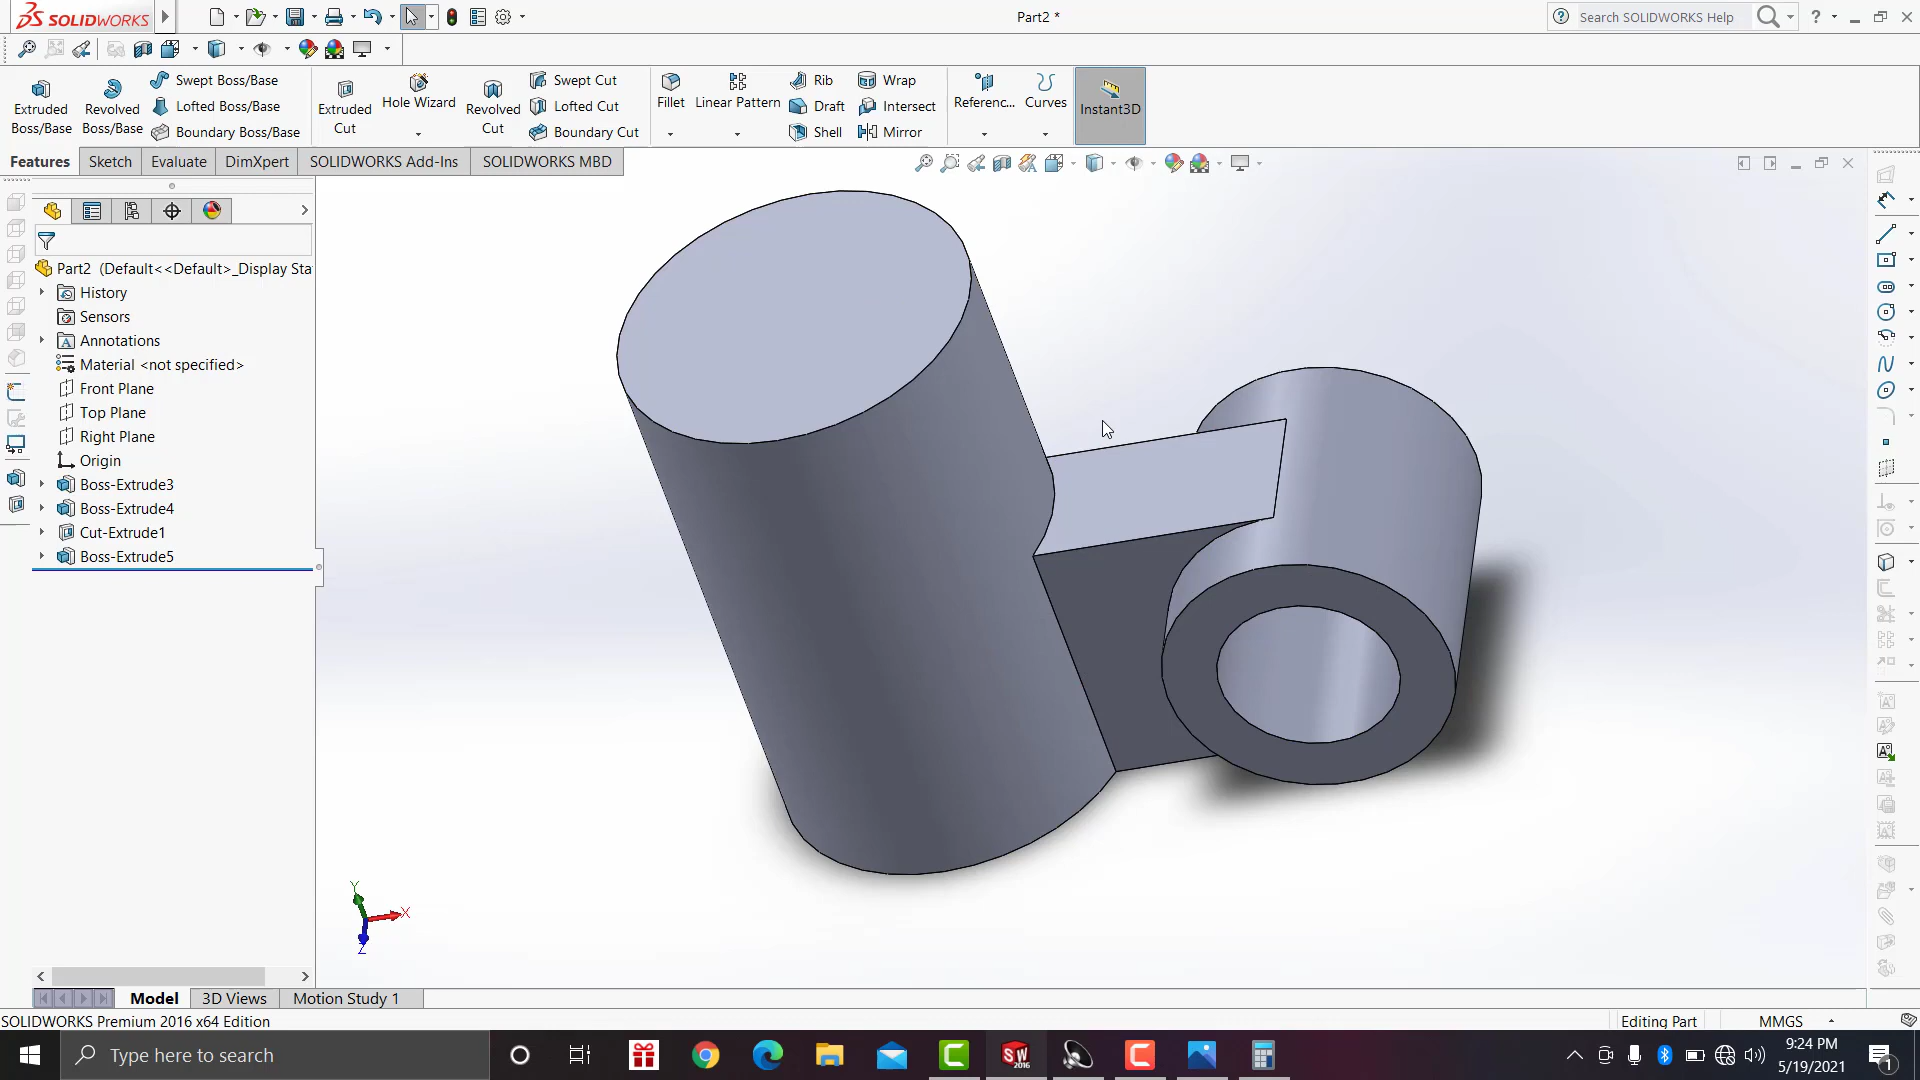 SOLIDWORKS
Part2 *
Search SOLIDWORKS Help
Extruded Boss/Base
Revolved Boss/Base
Swept Boss/Base
Lofted Boss/Base
Boundary Boss/Base
Extruded Cut
Hole Wizard
Revolved Cut
Swept Cut
Lofted Cut
Boundary Cut
Fillet
Linear Pattern
Rib
Draft
Shell
Wrap
Intersect
Mirror
Referenc...
Curves
Instant3D
Features
Sketch
Evaluate
DimXpert
SOLIDWORKS Add-Ins
SOLIDWORKS MBD
Part2 (Default<<Default>_Display Sta
History
Sensors
Annotations
Material <not specified>
Front Plane
Top Plane
Right Plane
Origin
Boss-Extrude3
Boss-Extrude4
Cut-Extrude1
Boss-Extrude5
Y
X
Z
Model
3D Views
Motion Study 1
SOLIDWORKS Premium 2016 x64 Edition
Editing Part
MMGS
Type here to search
SW
2016
9:24 PM
5/19/2021
1